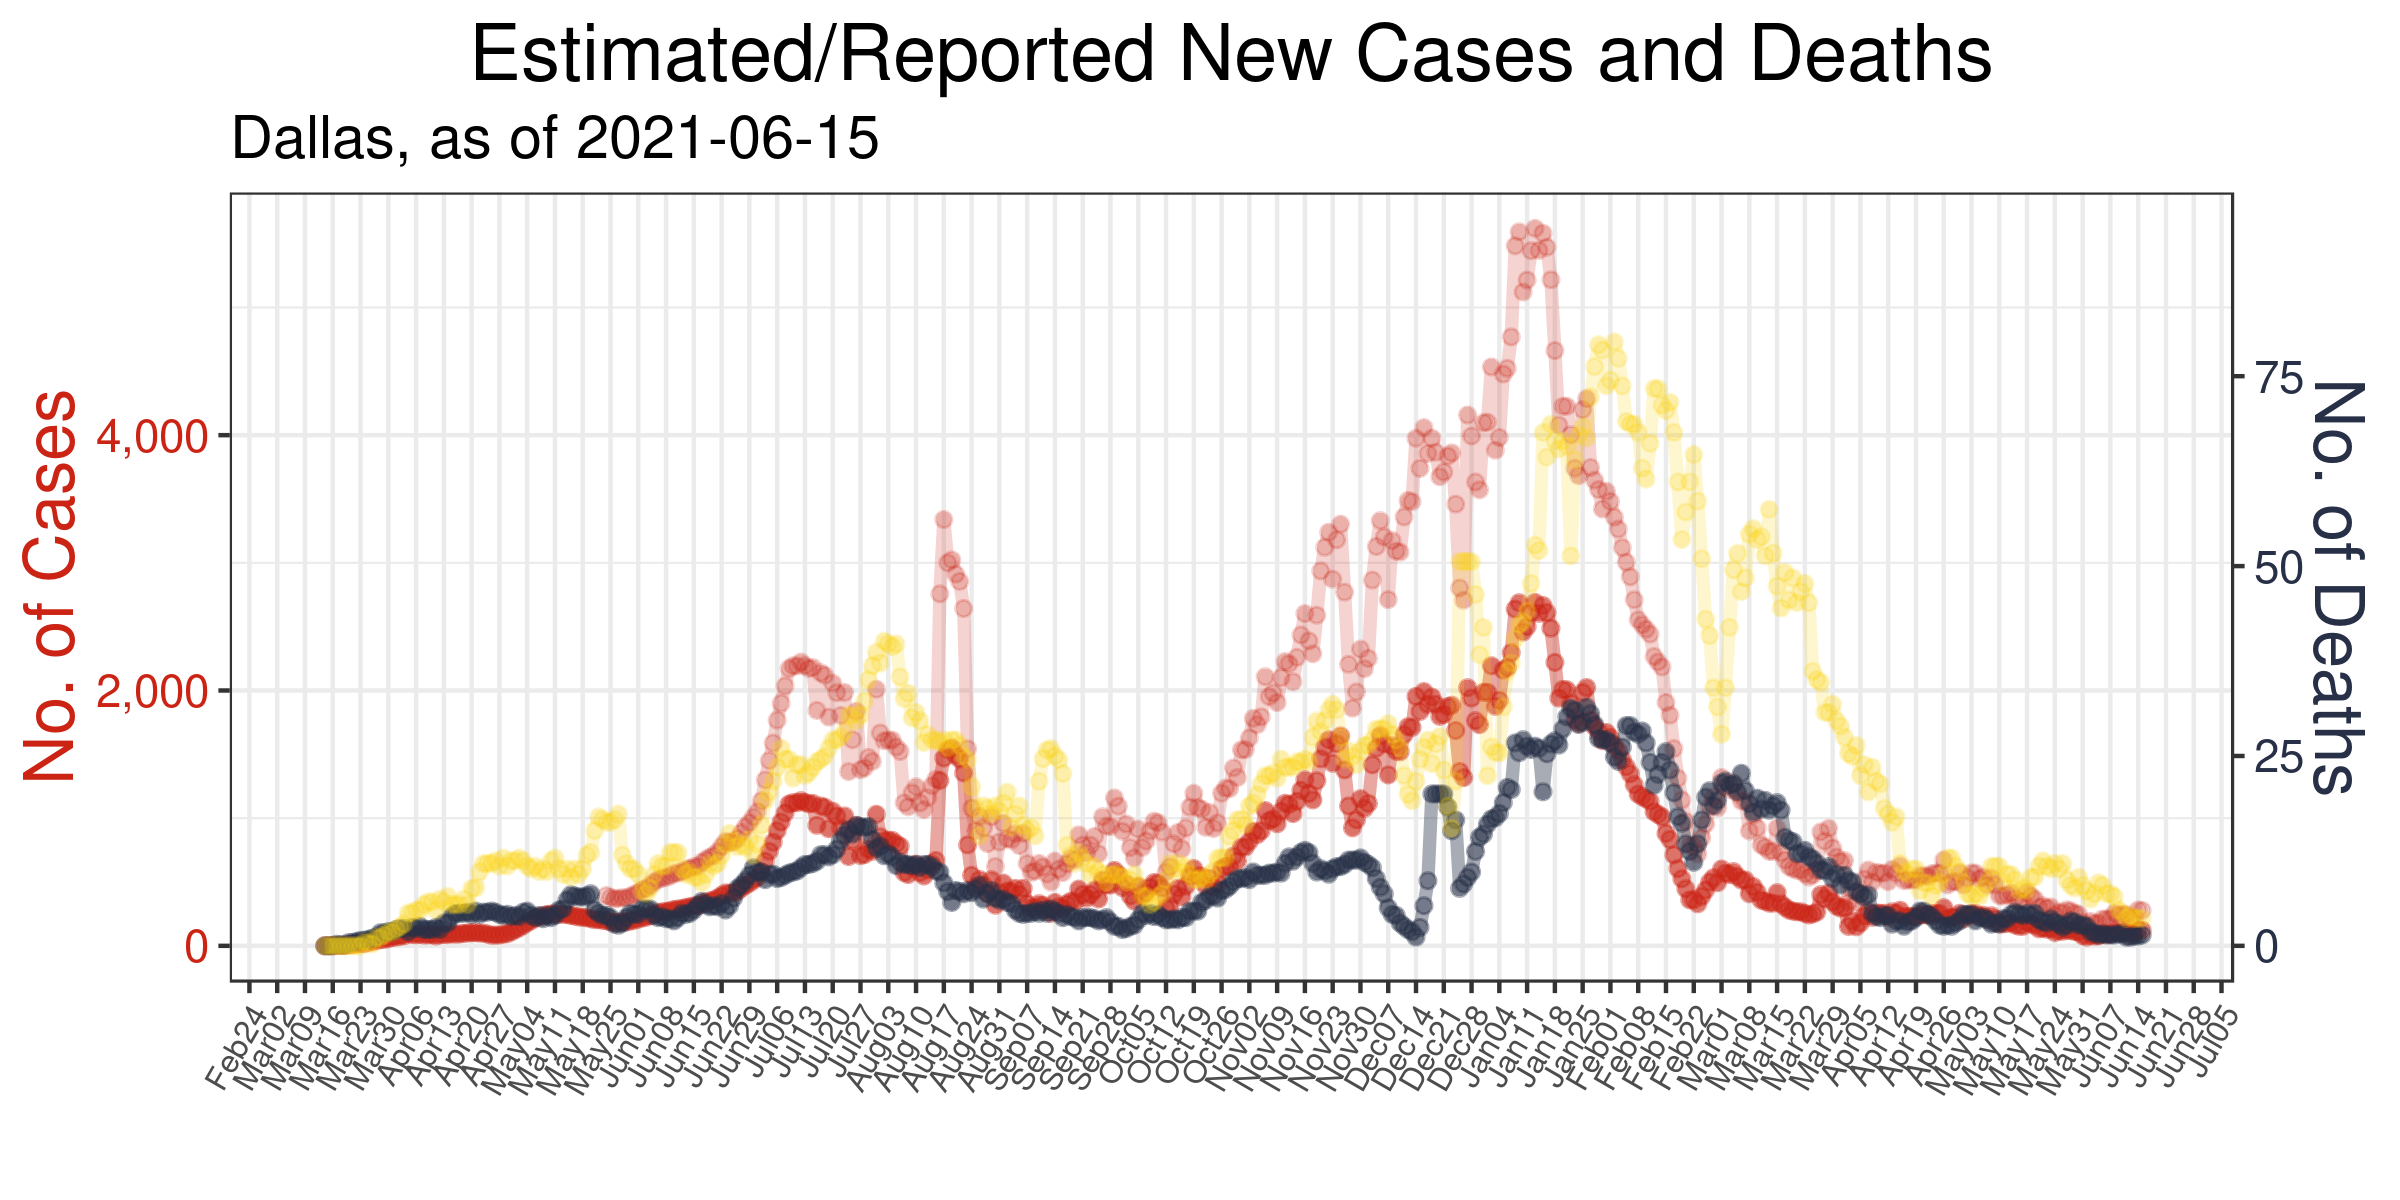 Estimated/Reported New Cases and Deaths
Dallas, as of 2021-06-15
No. of Cases
4,000
2,000
0
75
50
25
0
No. of Deaths
Feb24
Mar02
Mar09
Mar16
Mar23
Mar30
Apr06
Apr13
Apr20
Apr27
May04
May11
May18
May25
Jun01
Jun08
Jun15
Jun22
Jun29
Jul06
Jul13
Jul20
Jul27
Aug03
Aug10
Aug17
Aug24
Aug31
Sep07
Sep14
Sep21
Sep28
Oct05
Oct12
Oct19
Oct26
Nov02
Nov09
Nov16
Nov23
Nov30
Dec07
Dec14
Dec21
Dec28
Jan04
Jan11
Jan18
Jan25
Feb01
Feb08
Feb15
Feb22
Mar01
Mar08
Mar15
Mar22
Mar29
Apr05
Apr12
Apr19
Apr26
May03
May10
May17
May24
May31
Jun07
Jun14
Jun21
Jun28
Jul05